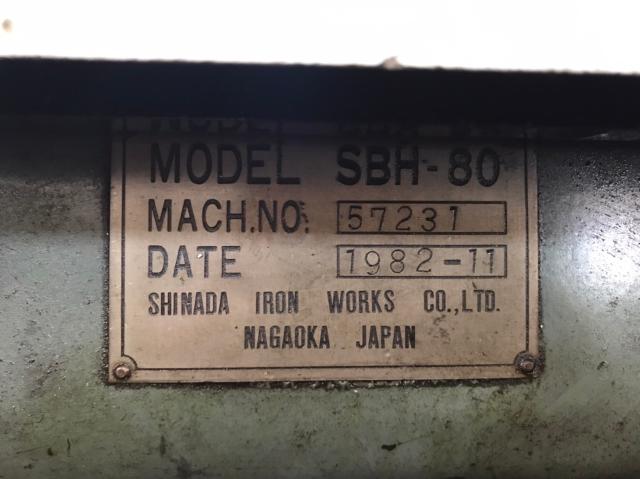 MODEL SBH-80
MACH.NO. 57231
DATE 1982-11
SHINADA IRON WORKS CO.,LTD.
NAGAOKA JAPAN